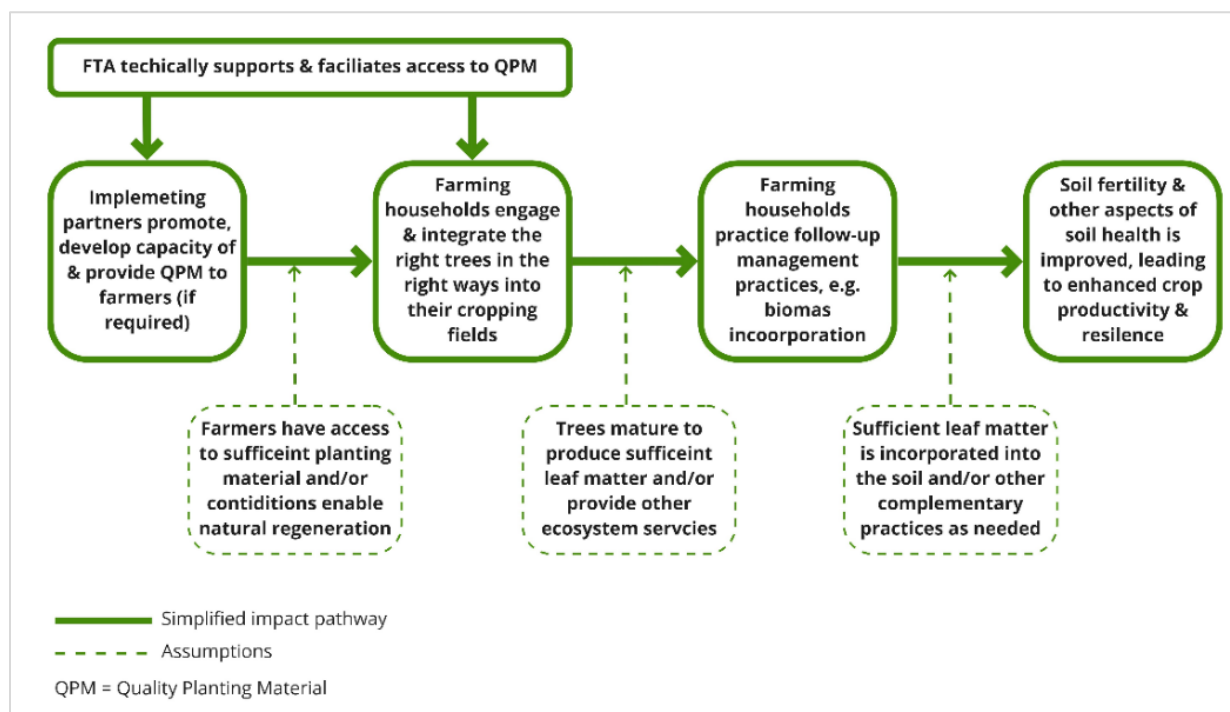 FTA techically supports & faciliates access to QPM
Implemeting
partners promote,
develop capacity of
& provide QPM to
farmers (if
required)
Farming
households engage
& integrate the
right trees in the
right ways into
their cropping
fields
Farming
households
practice follow-up
management
practices, e.g.
biomas
incoorporation
Soil fertility &
other aspects of
soil health is
improved, leading
to enhanced crop
productivity &
resilence
Farmers have access
to sufficeint planting
material and/or
contiditions enable
natural regeneration
Trees mature to
produce sufficeint
leaf matter and/or
provide other
ecosystem servcies
Sufficient leaf matter
is incorporated into
the soil and/or other
complementary
practices as needed
Simplified impact pathway
Assumptions
QPM = Quality Planting Material